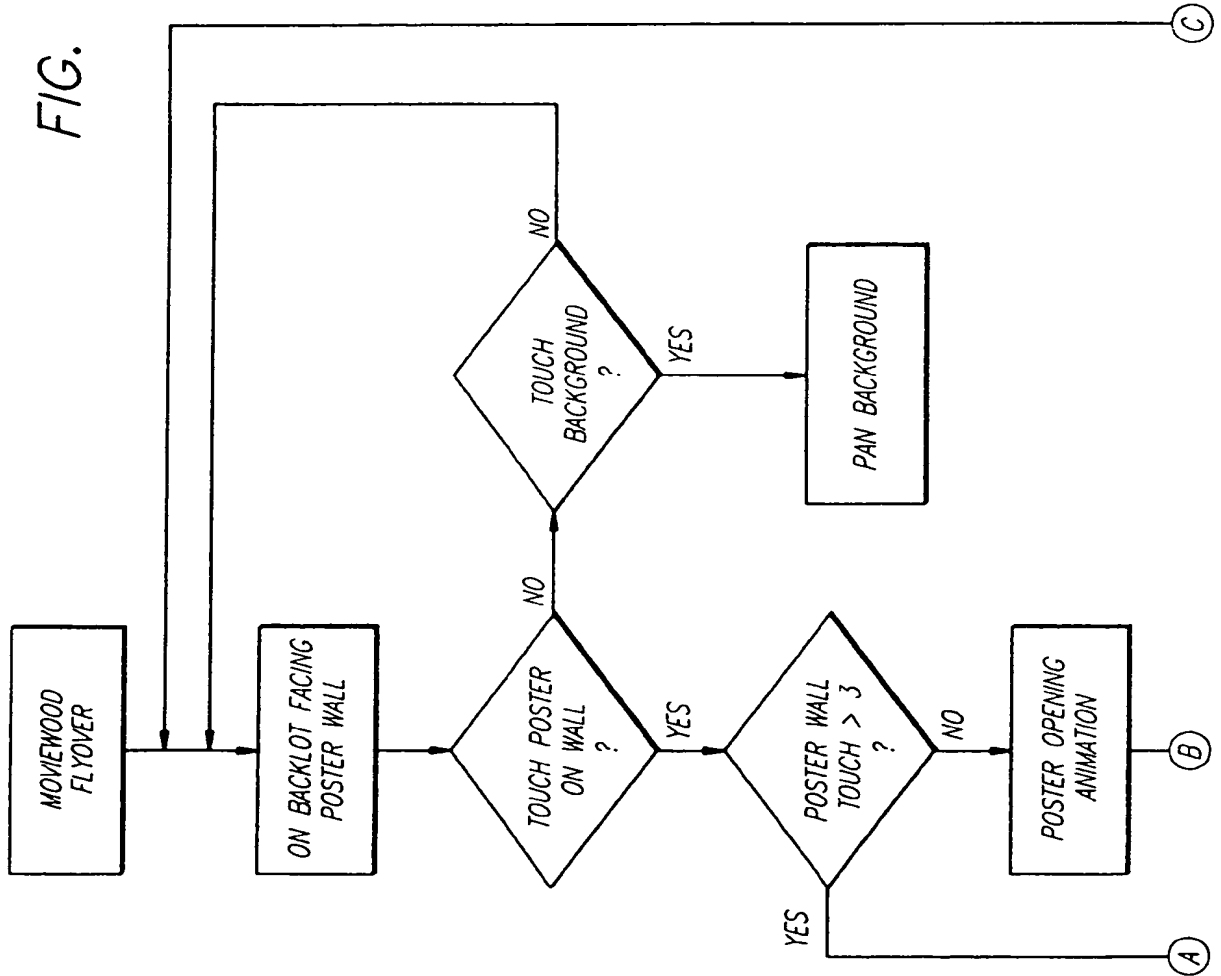 FIG.
MOVIEWOOD
FLYOVER
ON BACKLOT FACING
POSTER WALL
TOUCH POSTER
ON WALL
?
NO
YES
TOUCH
BACKGROUND
?
NO
YES
PAN BACKGROUND
POSTER WALL
TOUCH > 3
?
YES
NO
POSTER OPENING
ANIMATION
A
B
C